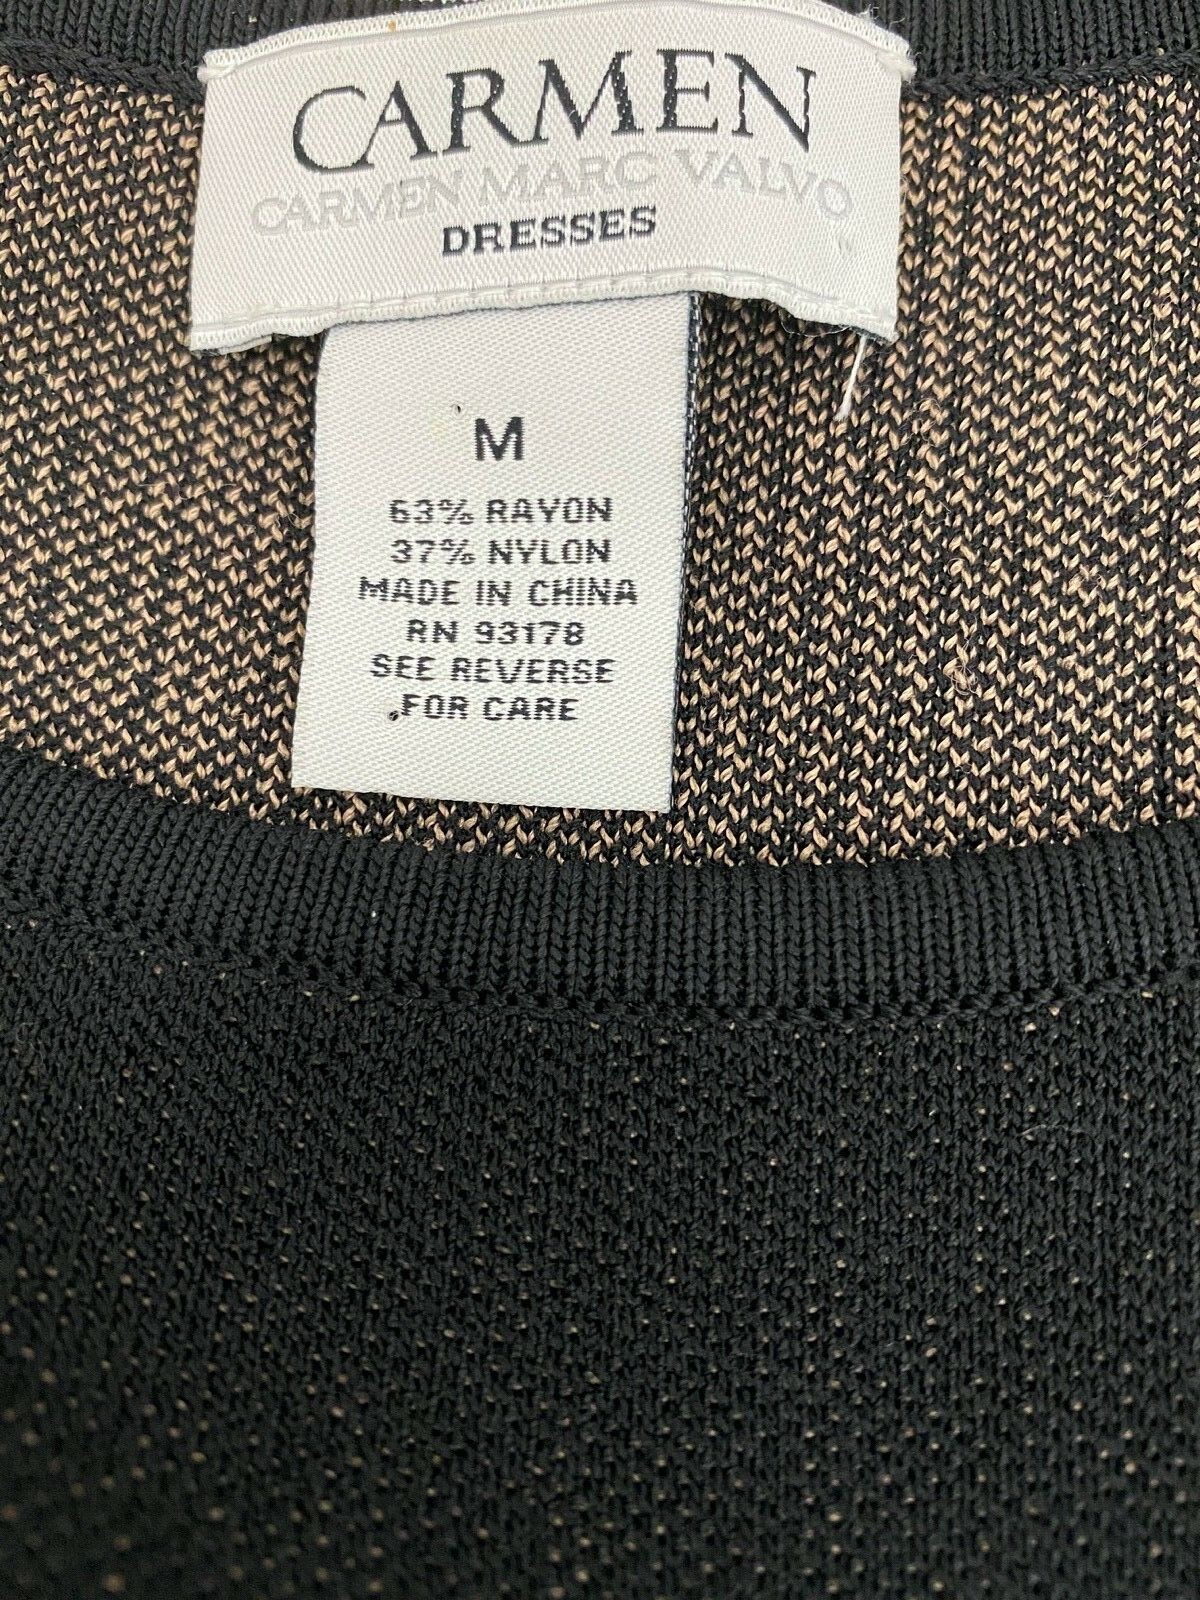 CARMEN
CARMEN MARC VALVO
DRESSES
M
63% RAYON
37% NYLON
MADE IN CHINA
RN 93178
SEE REVERSE
FOR CARE